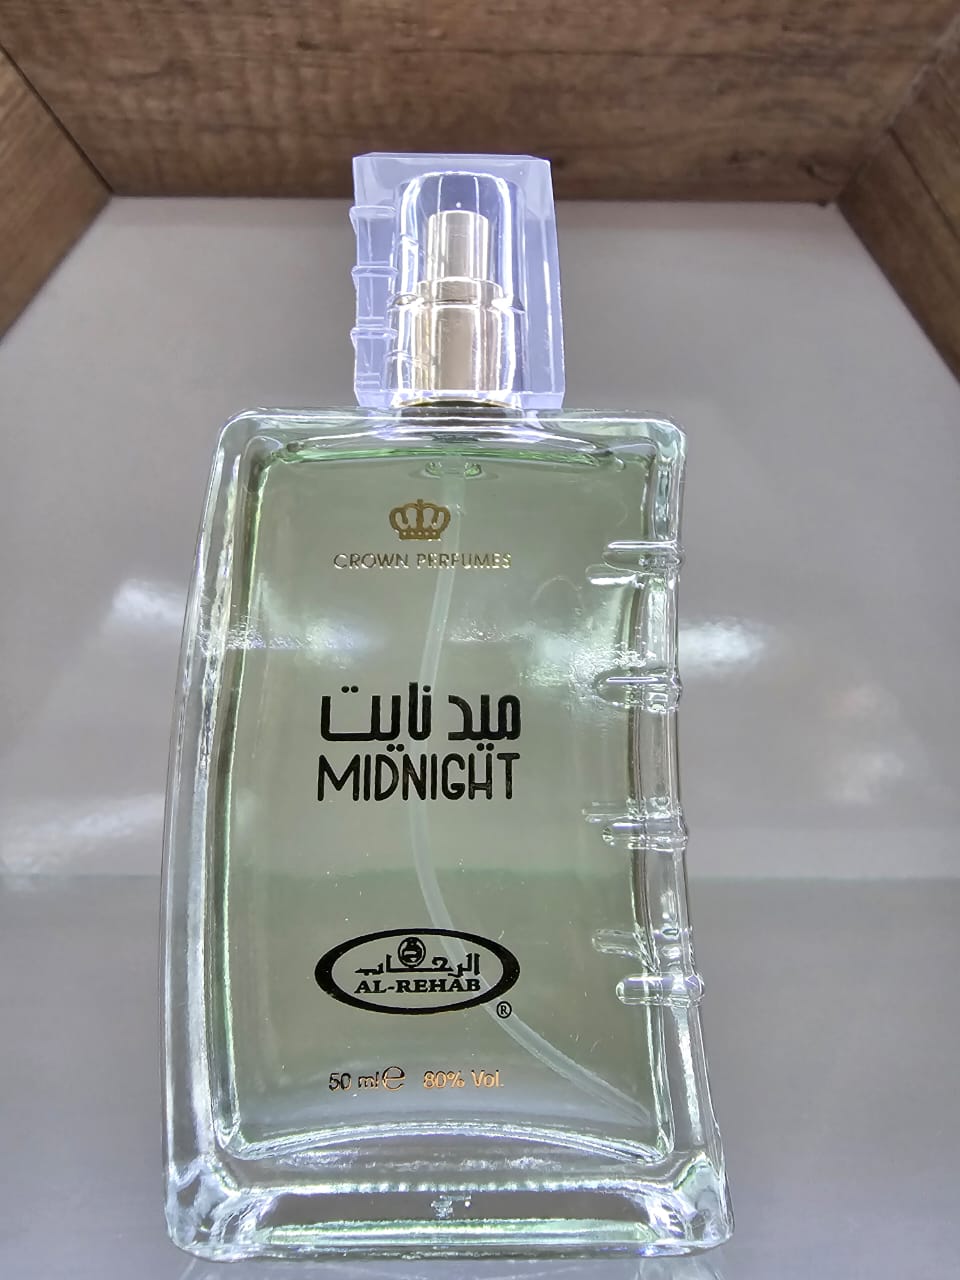 CROWN PERFUMES
ميد نايت
MIDNIGHT
الرحاب
AL-REHAB
®
50 ml ℮ 80% Vol.